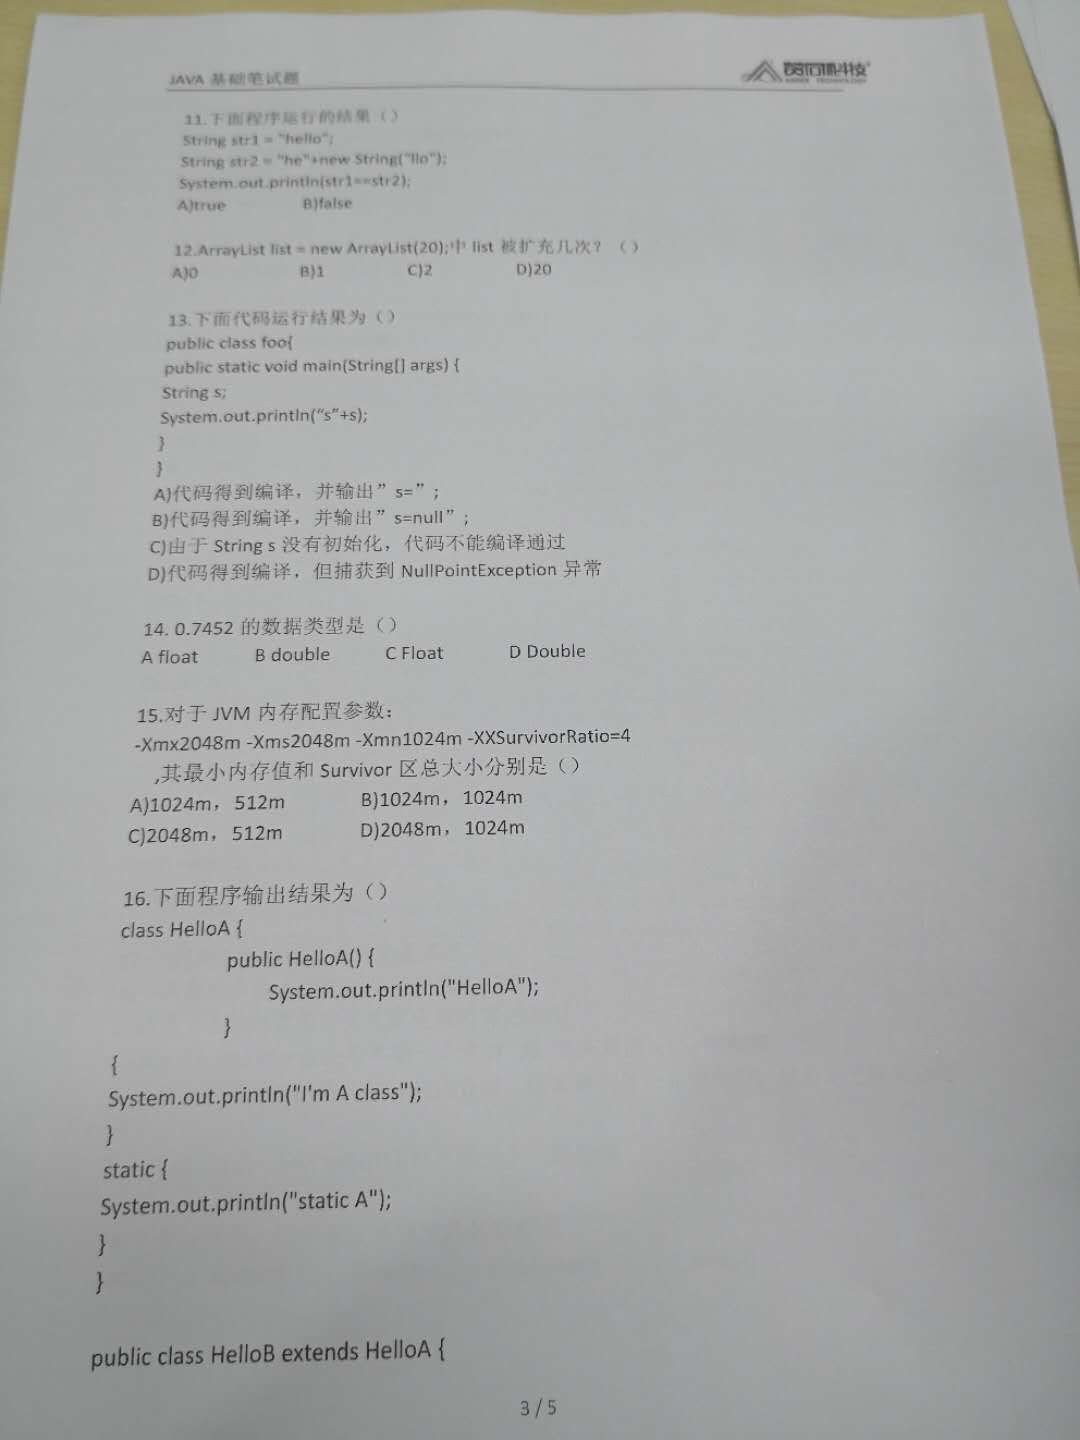 JAVA 基础笔试题
11.下面程序运行的结果（）
String str1 = "hello";
String str2 = "he"+new String("llo");
System.out.println(str1==str2);
A)true B)false
12.ArrayList list = new ArrayList(20);中 list 被扩充几次？（）
A)0 B)1 C)2 D)20
13.下面代码运行结果为（）
public class foo{
public static void main(String[] args) {
String s;
System.out.println(“s”+s);
}
}
A)代码得到编译，并输出” s=”；
B)代码得到编译，并输出” s=null”；
C)由于 String s 没有初始化，代码不能编译通过
D)代码得到编译，但捕获到 NullPointException 异常
14. 0.7452 的数据类型是（）
A float B double C Float D Double
15.对于 JVM 内存配置参数：
-Xmx2048m -Xms2048m -Xmn1024m -XXSurvivorRatio=4
,其最小内存值和 Survivor 区总大小分别是（）
A)1024m，512m B)1024m，1024m
C)2048m，512m D)2048m，1024m
16.下面程序输出结果为（）
class HelloA {
public HelloA() {
System.out.println("HelloA");
}
{
System.out.println("I'm A class");
}
static {
System.out.println("static A");
}
}
public class HelloB extends HelloA {
3 / 5